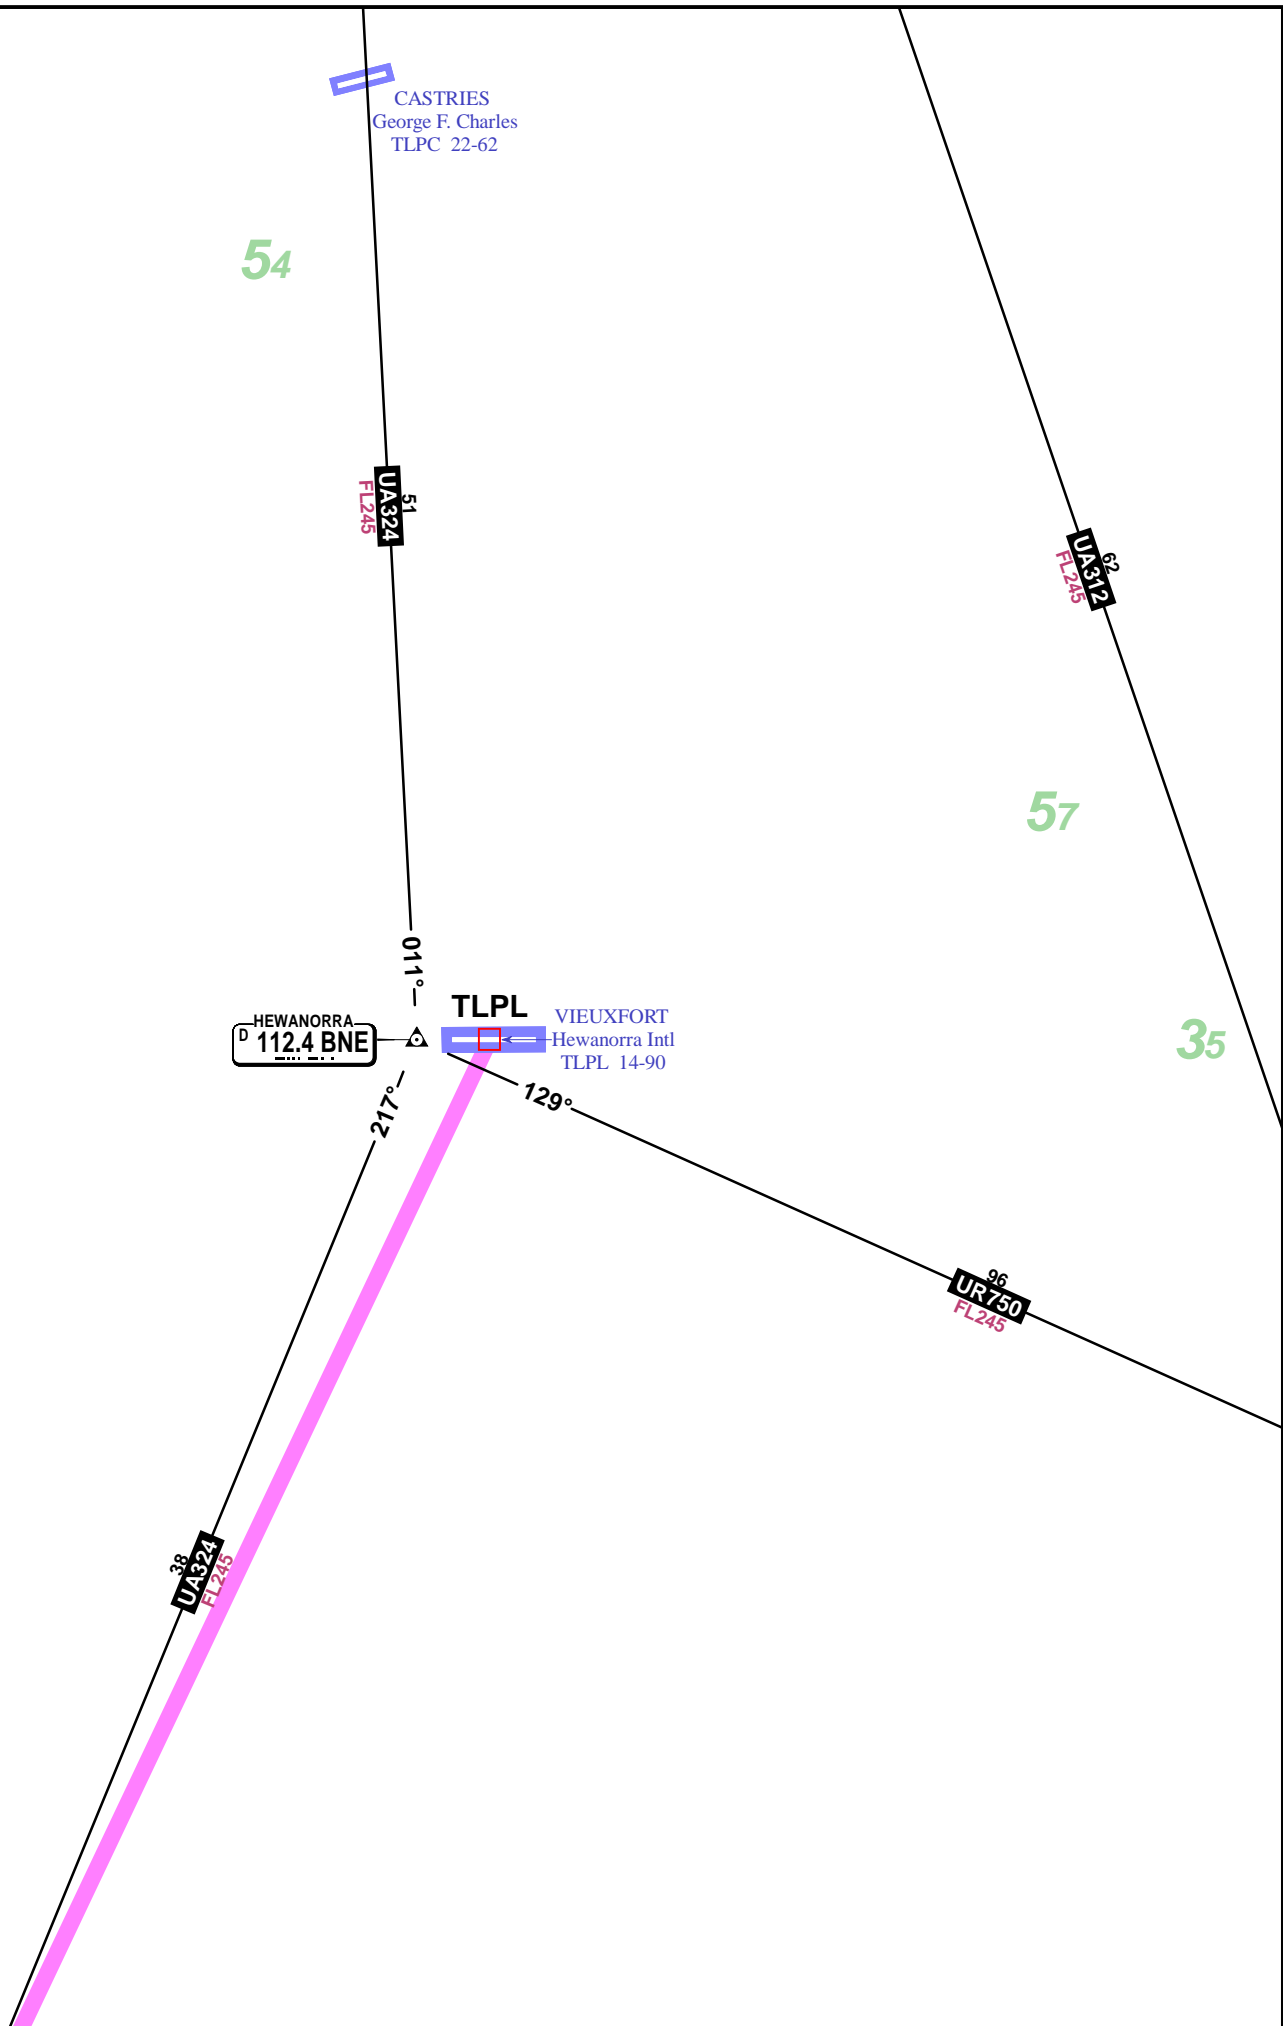 CASTRIES
George F. Charles
TLPC 22-62
54
51
UA324
FL245
62
UA312
FL245
57
011°
TLPL
HEWANORRA
D 112.4 BNE
VIEUXFORT
Hewanorra Intl
TLPL 14-90
35
217°
129°
96
UR750
FL245
38
UA324
FL245